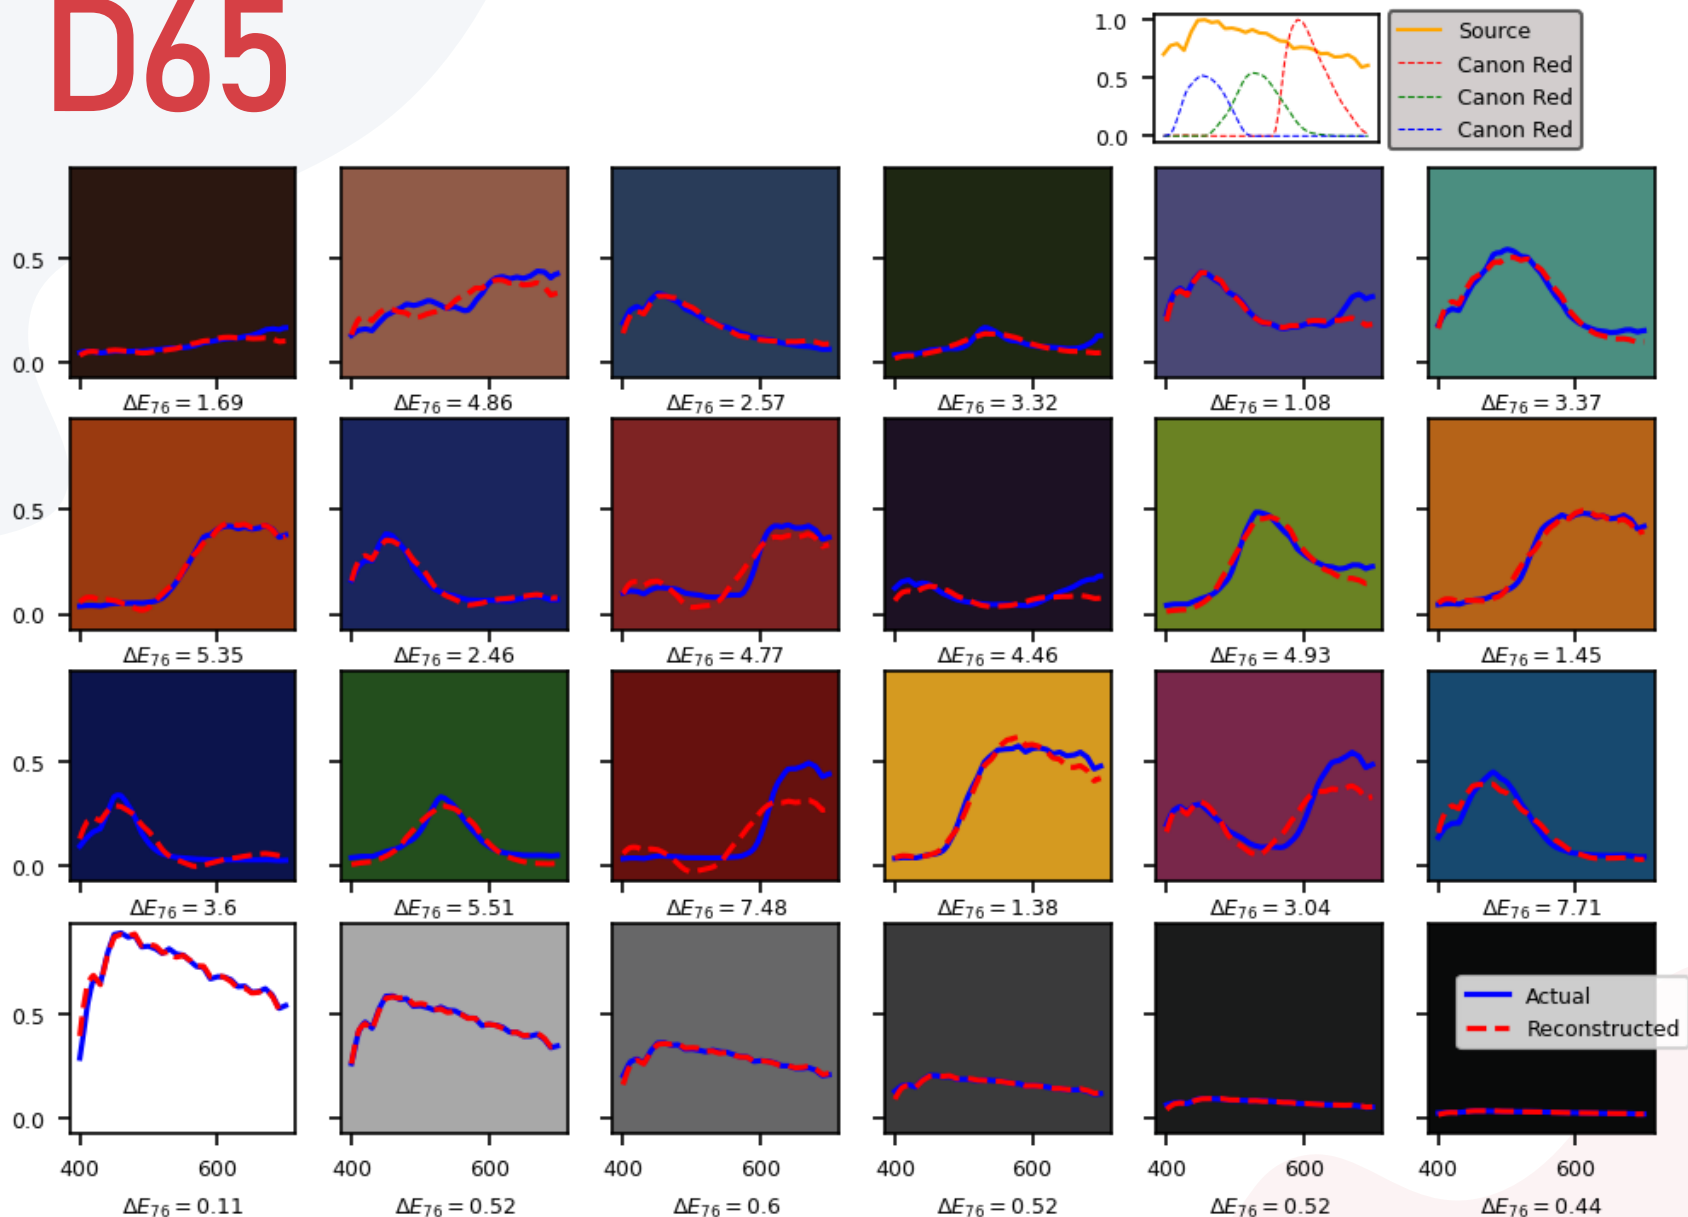 D65
1.0
0.5
0.0
Source
Canon Red
Canon Red
Canon Red
0.5
0.0
ΔE76 = 1.69
ΔE76 = 4.86
ΔE76 = 2.57
ΔE76 = 3.32
ΔE76 = 1.08
ΔE76 = 3.37
0.5
0.0
ΔE76 = 5.35
ΔE76 = 2.46
ΔE76 = 4.77
ΔE76 = 4.46
ΔE76 = 4.93
ΔE76 = 1.45
0.5
0.0
ΔE76 = 3.6
ΔE76 = 5.51
ΔE76 = 7.48
ΔE76 = 1.38
ΔE76 = 3.04
ΔE76 = 7.71
0.5
0.0
Actual
Reconstructed
400 600
400 600
400 600
400 600
400 600
400 600
ΔE76 = 0.11
ΔE76 = 0.52
ΔE76 = 0.6
ΔE76 = 0.52
ΔE76 = 0.52
ΔE76 = 0.44